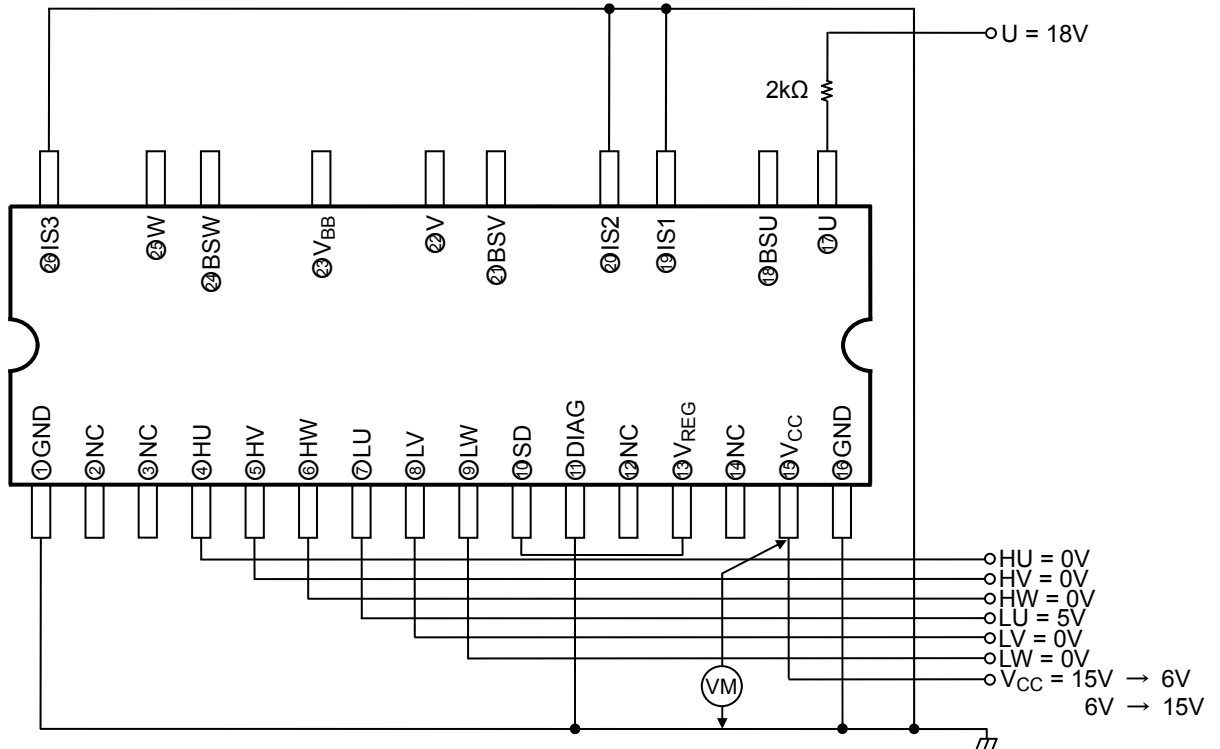 U = 18V
2kΩ
㉖IS3
㉕W
㉔BSW
㉓VBB
㉒V
㉑BSV
⑳IS2
⑲IS1
⑱BSU
⑰U
①GND
②NC
③NC
④HU
⑤HV
⑥HW
⑦LU
⑧LV
⑨LW
⑩SD
⑪DIAG
⑫NC
⑬VREG
⑭NC
⑮VCC
⑯GND
HU = 0V
HV = 0V
HW = 0V
LU = 5V
LV = 0V
LW = 0V
VM
VCC = 15V → 6V
6V → 15V